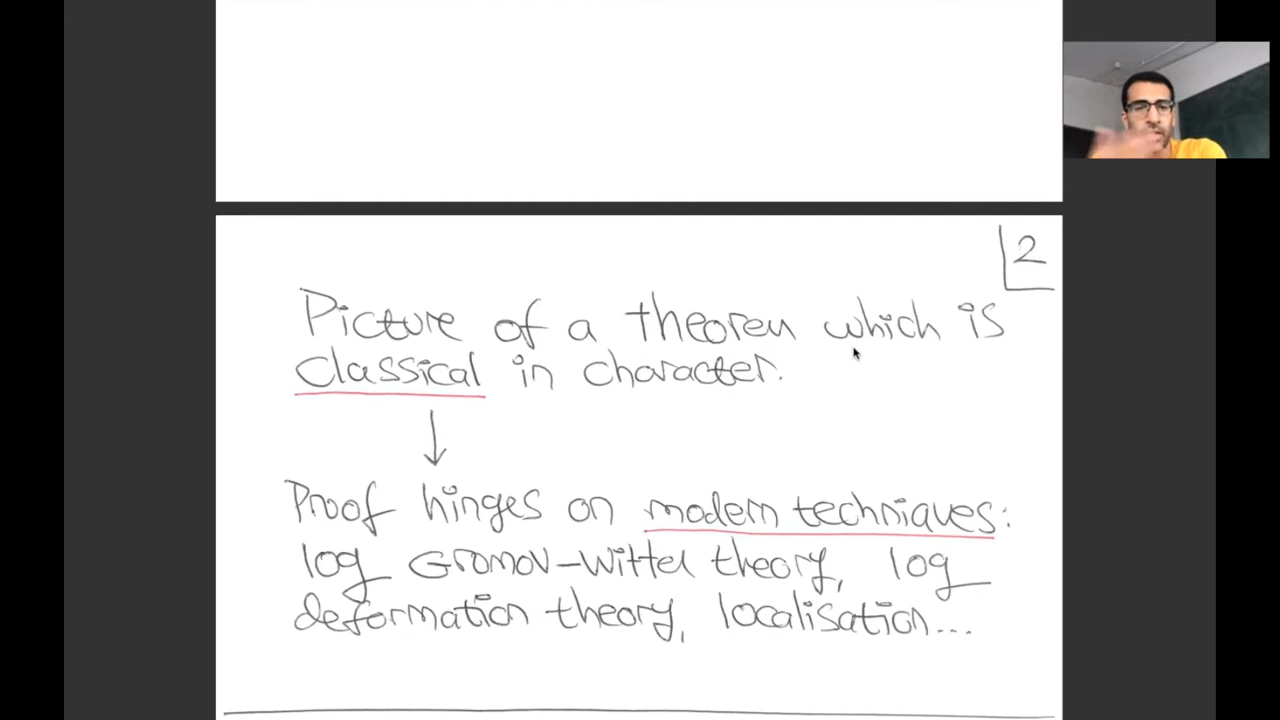 2
Picture of a theorem which is
classical in character.
Proof hinges on modern techniques:
log Gromov-Witten theory, log
deformation theory, localisation...